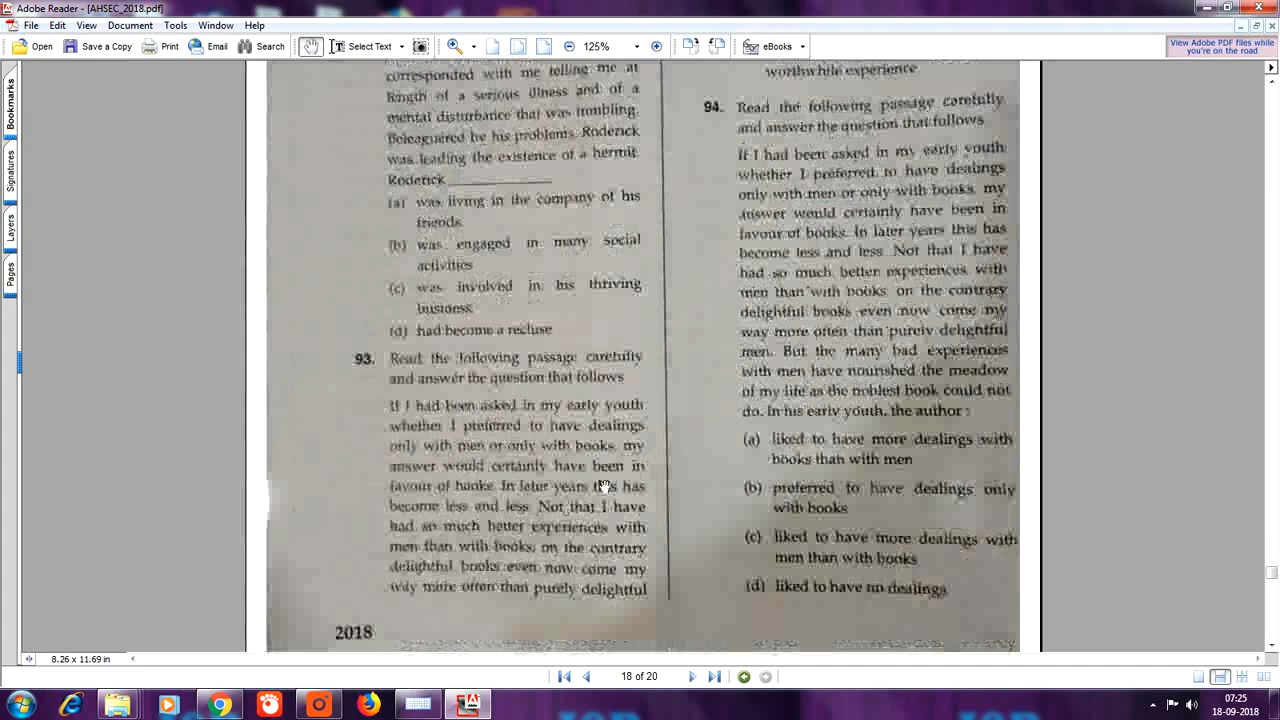 Adobe Reader - [AHSEC_2018.pdf]
File Edit View Document Tools Window Help
Open Save a Copy Print Email Search Select Text 125% eBooks
View Adobe PDF files while you're on the road
Bookmarks
Signatures
Layers
Pages
corresponded with me telling me at
length of a serious illness and of a
mental disturbance that was
Beleaguered he his problems Roderick
was leading the existence of a hermit
Roderick ____________
(a) was living in the company of his
friends
(b) was engaged in many social
activities
(c) was involved in his thriving
business
(d) had become a recluse
93. Read the following passage carefully
and answer the question that follows
If I had been asked in my early youth
whether I preferred to have dealings
only with men or only with books, my
answer would certainly have been in
favour of In later years this has
become less and less Not that I have
had so much better experiences with
men than with books, on the contrary
delightful books even now come my
way more often than purely delightful
2018
worthwhile experience
94. Read the following passage carefully
and answer the question that follows
If I had been asked in my early youth
whether I preferred to have dealings
only with men or only with books, my
answer would certainly have been in
favour of books. In later years this has
become less and less. Not that I have
had so much better experiences with
men than with books, on the contrary
delightful books even now come my
way more often than purely delightful
men. But the many bad experiences
with men have nourished the meadow
of my life as the noblest book could not
do. In his early youth, the author :
(a) liked to have more dealings with
books than with men
(b) preferred to have dealings only
with books
(c) liked to have more dealings with
men than with books
(d) liked to have no dealings
8.26 x 11.69 in
18 of 20
07:25
18-09-2018